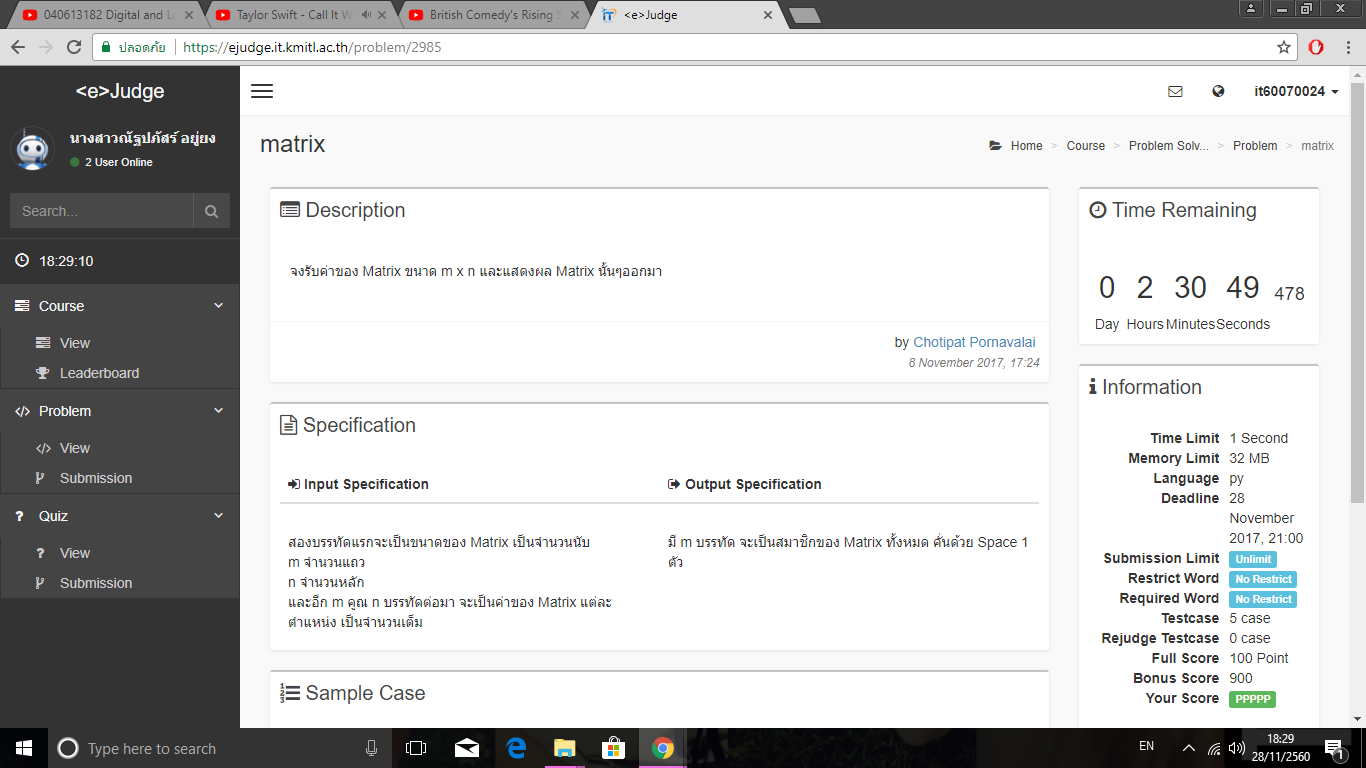 040613182 Digital and Lo
Taylor Swift - Call It W
British Comedy's Rising S
<e>Judge
ปลอดภัย
https://ejudge.it.kmitl.ac.th/problem/2985
<e>Judge
it60070024
นางสาวณัฐปภัสร์ อยู่ยง
2 User Online
matrix
Home > Course > Problem Solv... > Problem > matrix
Search...
Description
Time Remaining
18:29:10
จงรับค่าของ Matrix ขนาด m x n และแสดงผล Matrix นั้นๆออกมา
0 2 30 49 478
Day Hours Minutes Seconds
Course
View
Leaderboard
by Chotipat Pornavalai
8 November 2017, 17:24
Problem
View
Submission
Quiz
View
Submission
Specification
Input Specification
Output Specification
สองบรรทัดแรกจะเป็นขนาดของ Matrix เป็นจำนวนนับ
m จำนวนแถว
n จำนวนหลัก
และอีก m คูณ n บรรทัดต่อมา จะเป็นค่าของ Matrix แต่ละ
ตำแหน่ง เป็นจำนวนเต็ม
มี m บรรทัด จะเป็นสมาชิกของ Matrix ทั้งหมด คั่นด้วย Space 1
ตัว
Information
Time Limit 1 Second
Memory Limit 32 MB
Language py
Deadline 28
November
2017, 21:00
Submission Limit Unlimit
Restrict Word No Restrict
Required Word No Restrict
Testcase 5 case
Rejudge Testcase 0 case
Full Score 100 Point
Bonus Score 900
Your Score PPPPP
Sample Case
Type here to search
EN
18:29
28/11/2560
1